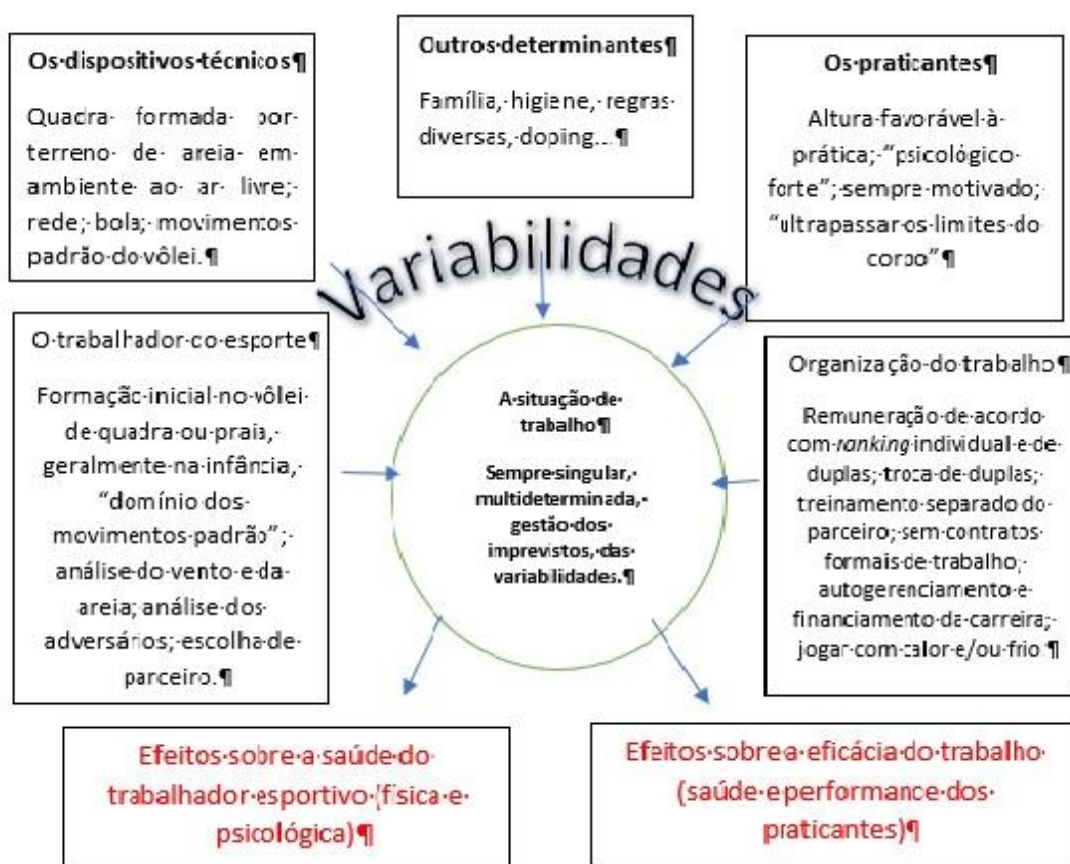 Os dispositivos técnicos¶
Quadra formada por
terreno de areia em
ambiente ao ar livre;
rede; bola; movimentos
padrão do vôlei.¶
Outros determinantes¶
Família, higiene, regras
diversas, doping...¶
Os praticantes¶
Altura favorável à
prática; "psicológico
forte"; sempre motivado;
"ultrapassar os limites do
corpo"¶
Variabilidades
O trabalhador do esporte¶
Formação inicial no vôlei
de quadra ou praia,
geralmente na infância,
"domínio dos
movimentos padrão";
análise do vento e da
areia; análise dos
adversários; escolha de
parceiro.¶
A situação de
trabalho¶
Sempre singular,
multideterminada,
gestão dos
imprevistos, das
variabilidades.¶
Organização do trabalho¶
Remuneração de acordo
com ranking individual e de
duplas; troca de duplas;
treinamento separado do
parceiro; sem contratos
formais de trabalho;
autogerenciamento e
financiamento da carreira;
jogar com calor e/ou frio¶
Efeitos sobre a saúde do
trabalhador esportivo (física e
psicológica)¶
Efeitos sobre a eficácia do trabalho
(saúde e performance dos
praticantes)¶